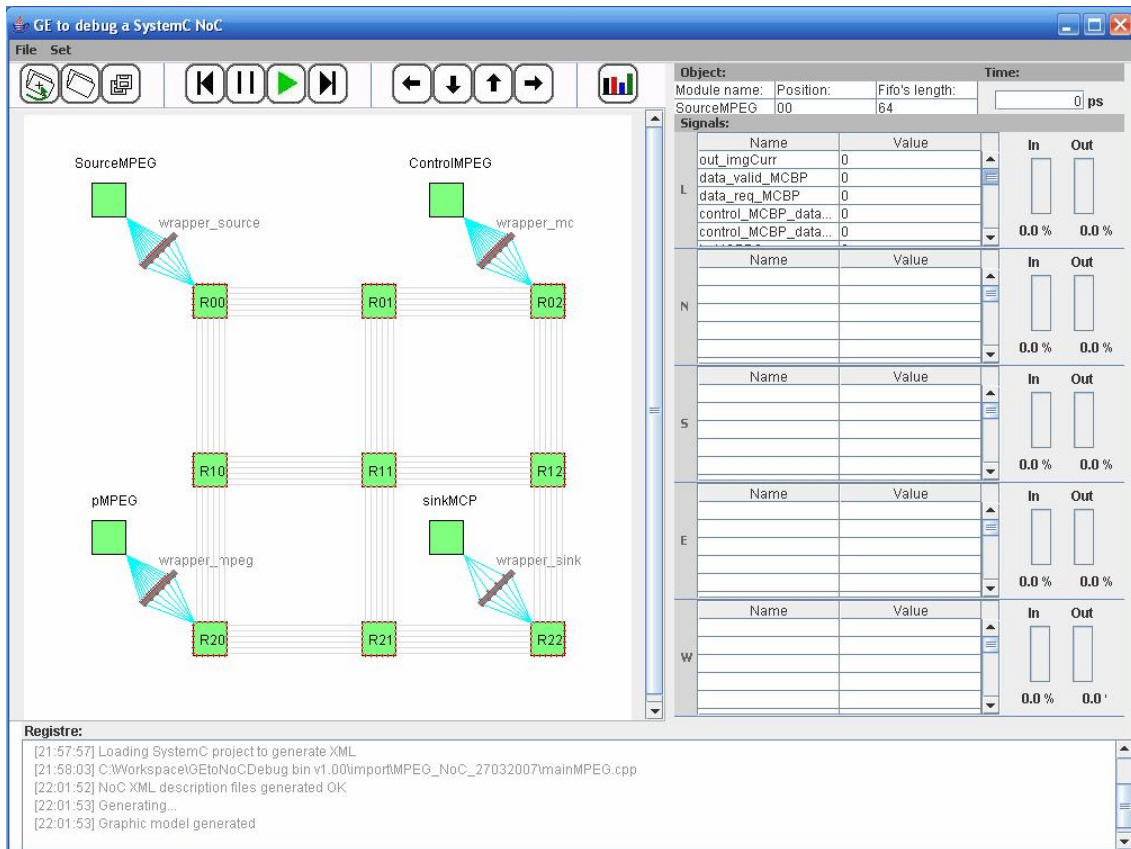 GE to debug a SystemC NoC
File Set
Object: Time:
Module name: Position: Fifo's length:
SourceMPEG 00 64
0 ps
Signals:
Name Value In Out
L
out_imgCurr 0
data_valid_MCBP 0
data_req_MCBP 0
control_MCBP_data... 0
control_MCBP_data... 0
0.0 % 0.0 %
Name Value In Out
N
0.0 % 0.0 %
Name Value In Out
S
0.0 % 0.0 %
Name Value In Out
E
0.0 % 0.0 %
Name Value In Out
W
0.0 % 0.0 '
SourceMPEG ControlMPEG
wrapper_source wrapper_mc
R00 R01 R02
R10 R11 R12
pMPEG sinkMCP
wrapper_mpeg wrapper_sink
R20 R21 R22
Registre:
[21:57:57] Loading SystemC project to generate XML
[21:58:03] C:\Workspace\GEtoNoCDebug bin v1.00\import\MPEG_NoC_27032007\mainMPEG.cpp
[22:01:52] NoC XML description files generated OK
[22:01:53] Generating...
[22:01:53] Graphic model generated